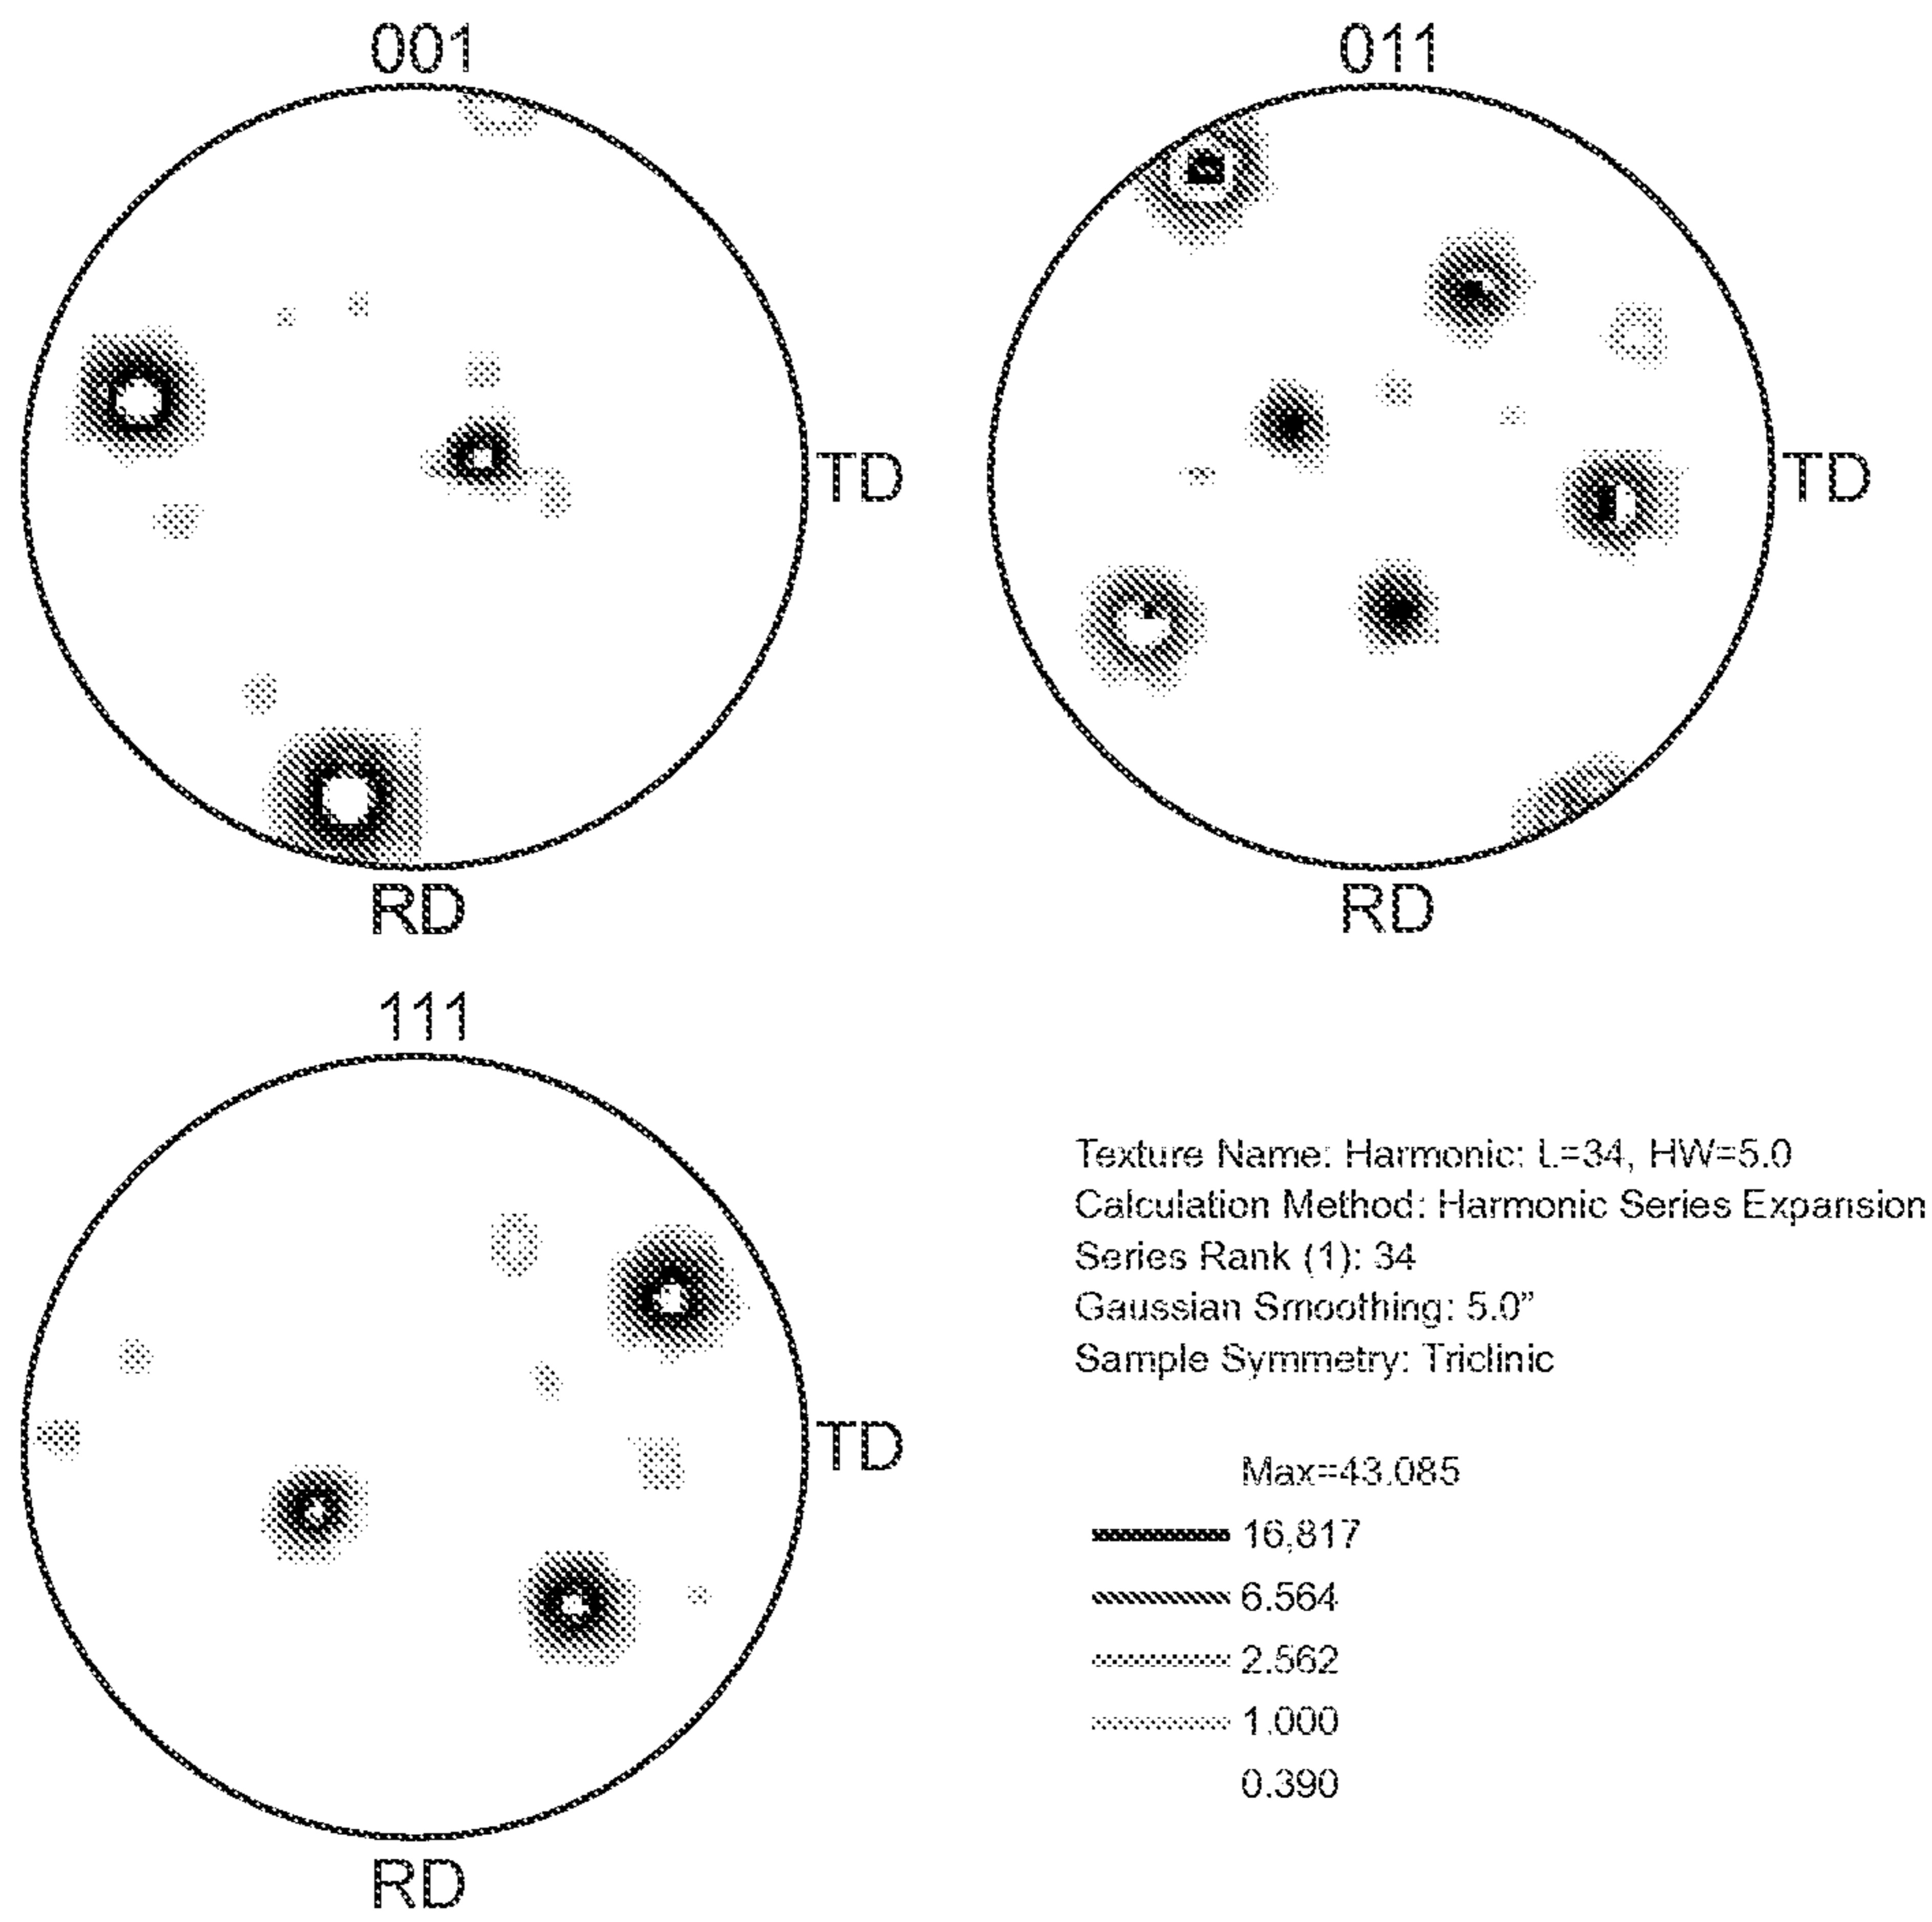 001
011
TD
TD
RD
RD
111
TD
RD
Texture Name: Harmonic: L=34, HW=5.0
Calculation Method: Harmonic Series Expansion
Series Rank (1): 34
Gaussian Smoothing: 5.0”
Sample Symmetry: Triclinic
Max=43.085
16,817
6.564
2.562
1.000
0.390